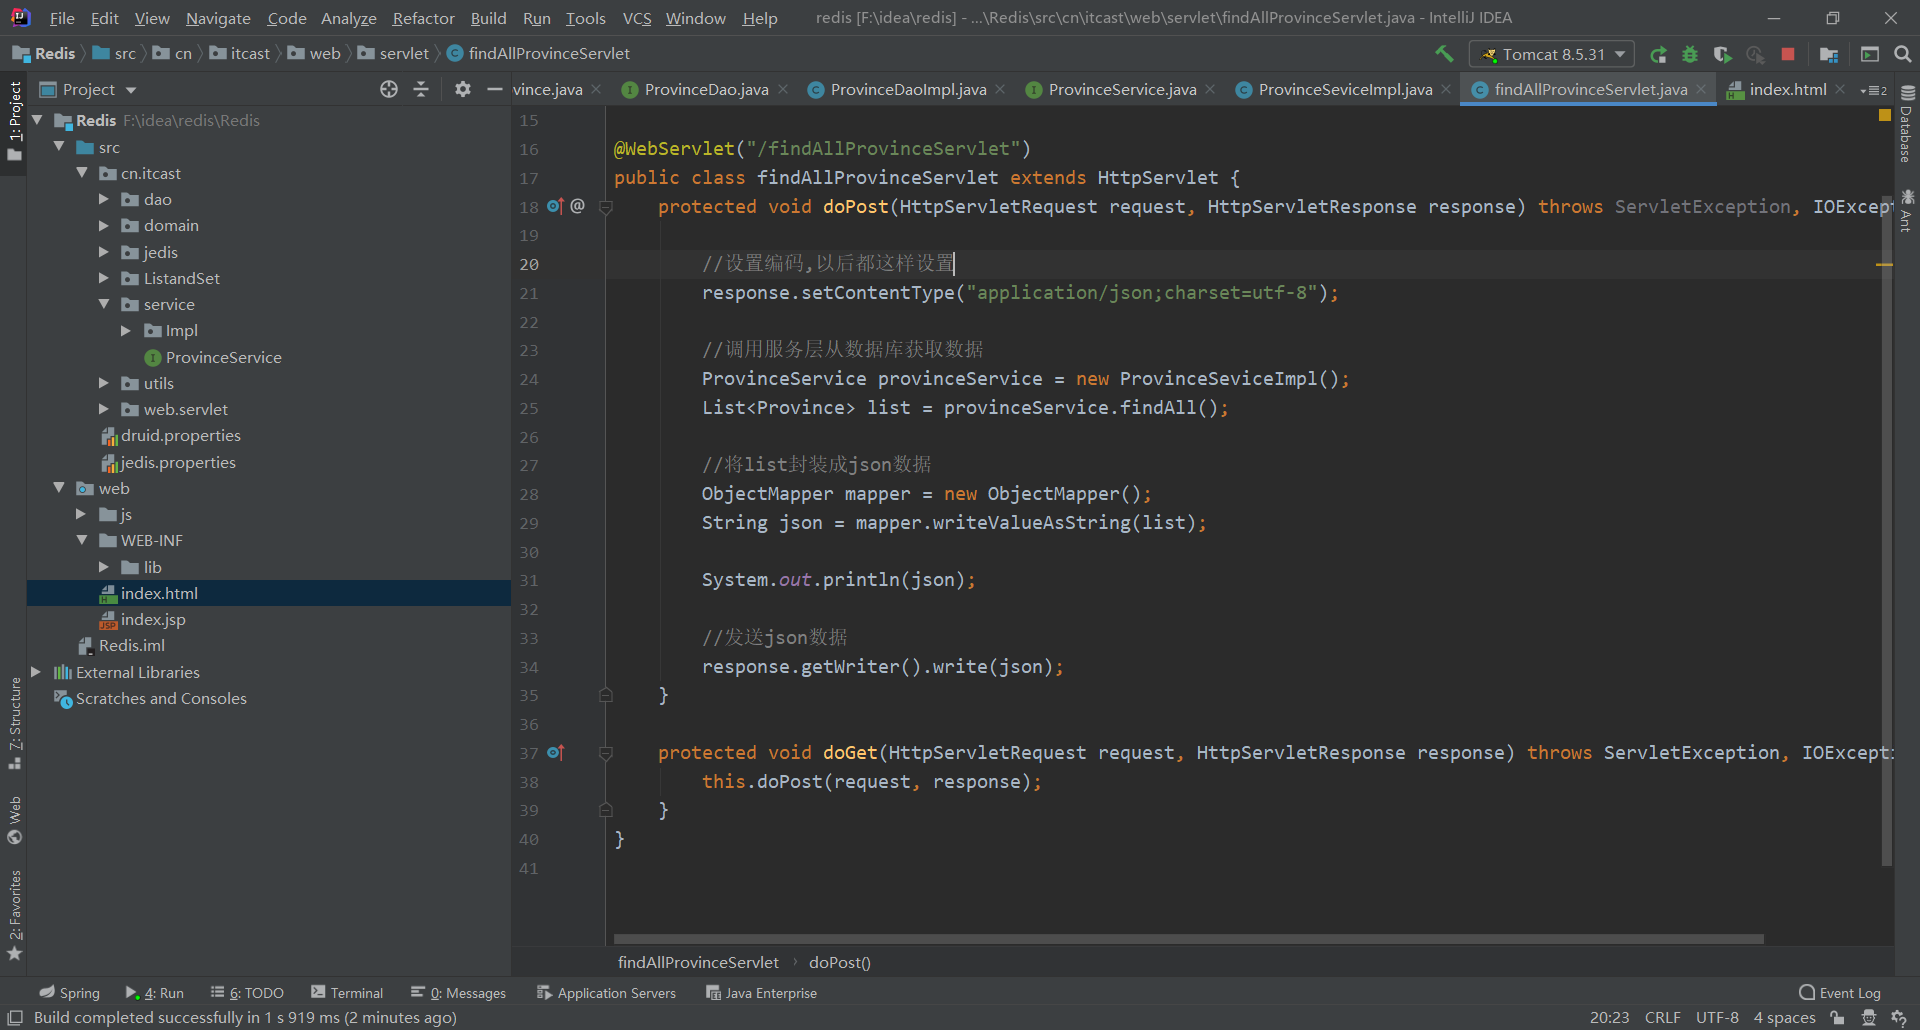 File Edit View Navigate Code Analyze Refactor Build Run Tools VCS Window Help redis [F:\idea\redis] - ...\Redis\src\cn\itcast\web\servlet\findAllProvinceServlet.java - IntelliJ IDEA
Redis src cn itcast web servlet findAllProvinceServlet Tomcat 8.5.31
Project vince.java ProvinceDao.java ProvinceDaoImpl.java ProvinceService.java ProvinceSeviceImpl.java findAllProvinceServlet.java index.html 2
1: Project
7: Structure
Web
2: Favorites
Redis F:\idea\redis\Redis
src
cn.itcast
dao
domain
jedis
ListandSet
service
Impl
ProvinceService
utils
web.servlet
druid.properties
jedis.properties
web
js
WEB-INF
lib
index.html
index.jsp
Redis.iml
External Libraries
Scratches and Consoles
15
16 @WebServlet("/findAllProvinceServlet")
17 public class findAllProvinceServlet extends HttpServlet {
18 @ protected void doPost(HttpServletRequest request, HttpServletResponse response) throws ServletException, IOExcept
19
20 //设置编码,以后都这样设置
21 response.setContentType("application/json;charset=utf-8");
22
23 //调用服务层从数据库获取数据
24 ProvinceService provinceService = new ProvinceSeviceImpl();
25 List<Province> list = provinceService.findAll();
26
27 //将list封装成json数据
28 ObjectMapper mapper = new ObjectMapper();
29 String json = mapper.writeValueAsString(list);
30
31 System.out.println(json);
32
33 //发送json数据
34 response.getWriter().write(json);
35 }
36
37 protected void doGet(HttpServletRequest request, HttpServletResponse response) throws ServletException, IOExcepti
38 this.doPost(request, response);
39 }
40 }
41
Database
Ant
findAllProvinceServlet doPost()
Spring 4: Run 6: TODO Terminal 0: Messages Application Servers Java Enterprise Event Log
Build completed successfully in 1 s 919 ms (2 minutes ago) 20:23 CRLF UTF-8 4 spaces